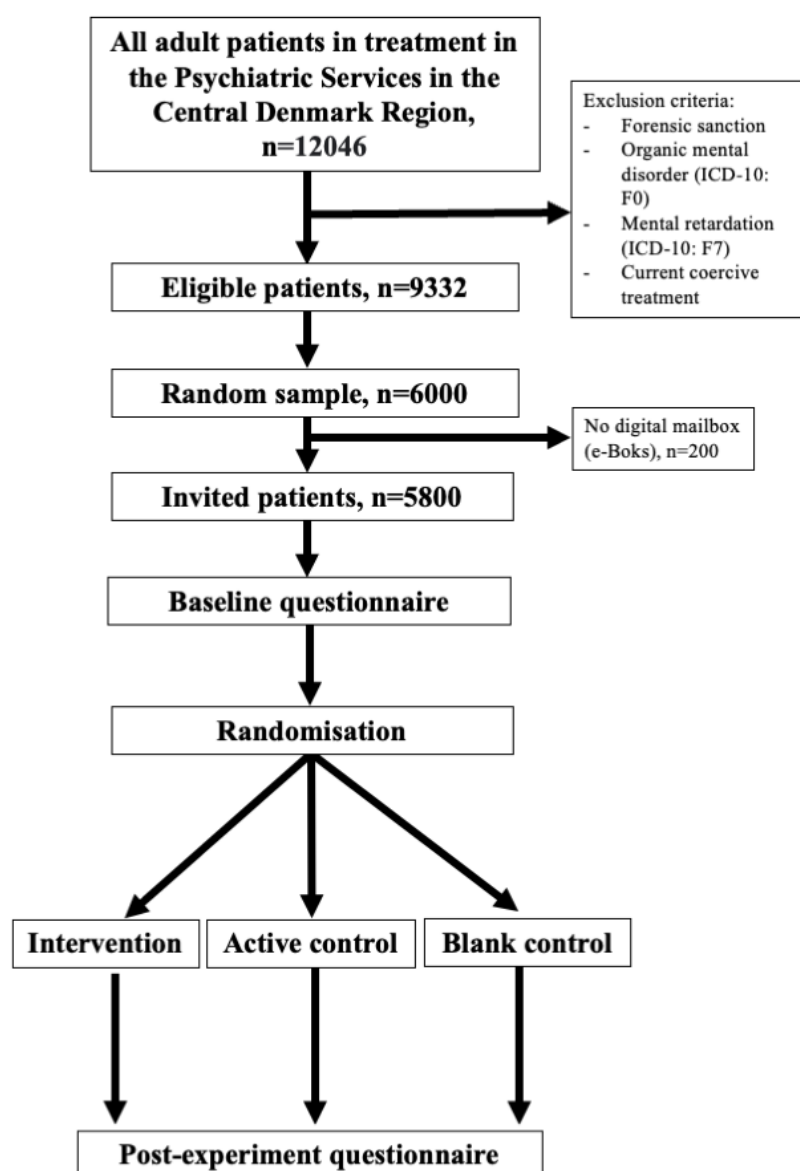 All adult patients in treatment in
the Psychiatric Services in the
Central Denmark Region,
n=12046
Exclusion criteria:
- Forensic sanction
- Organic mental
disorder (ICD-10:
F0)
- Mental retardation
(ICD-10: F7)
- Current coercive
treatment
Eligible patients, n=9332
Random sample, n=6000
No digital mailbox
(e-Boks), n=200
Invited patients, n=5800
Baseline questionnaire
Randomisation
Intervention
Active control
Blank control
Post-experiment questionnaire